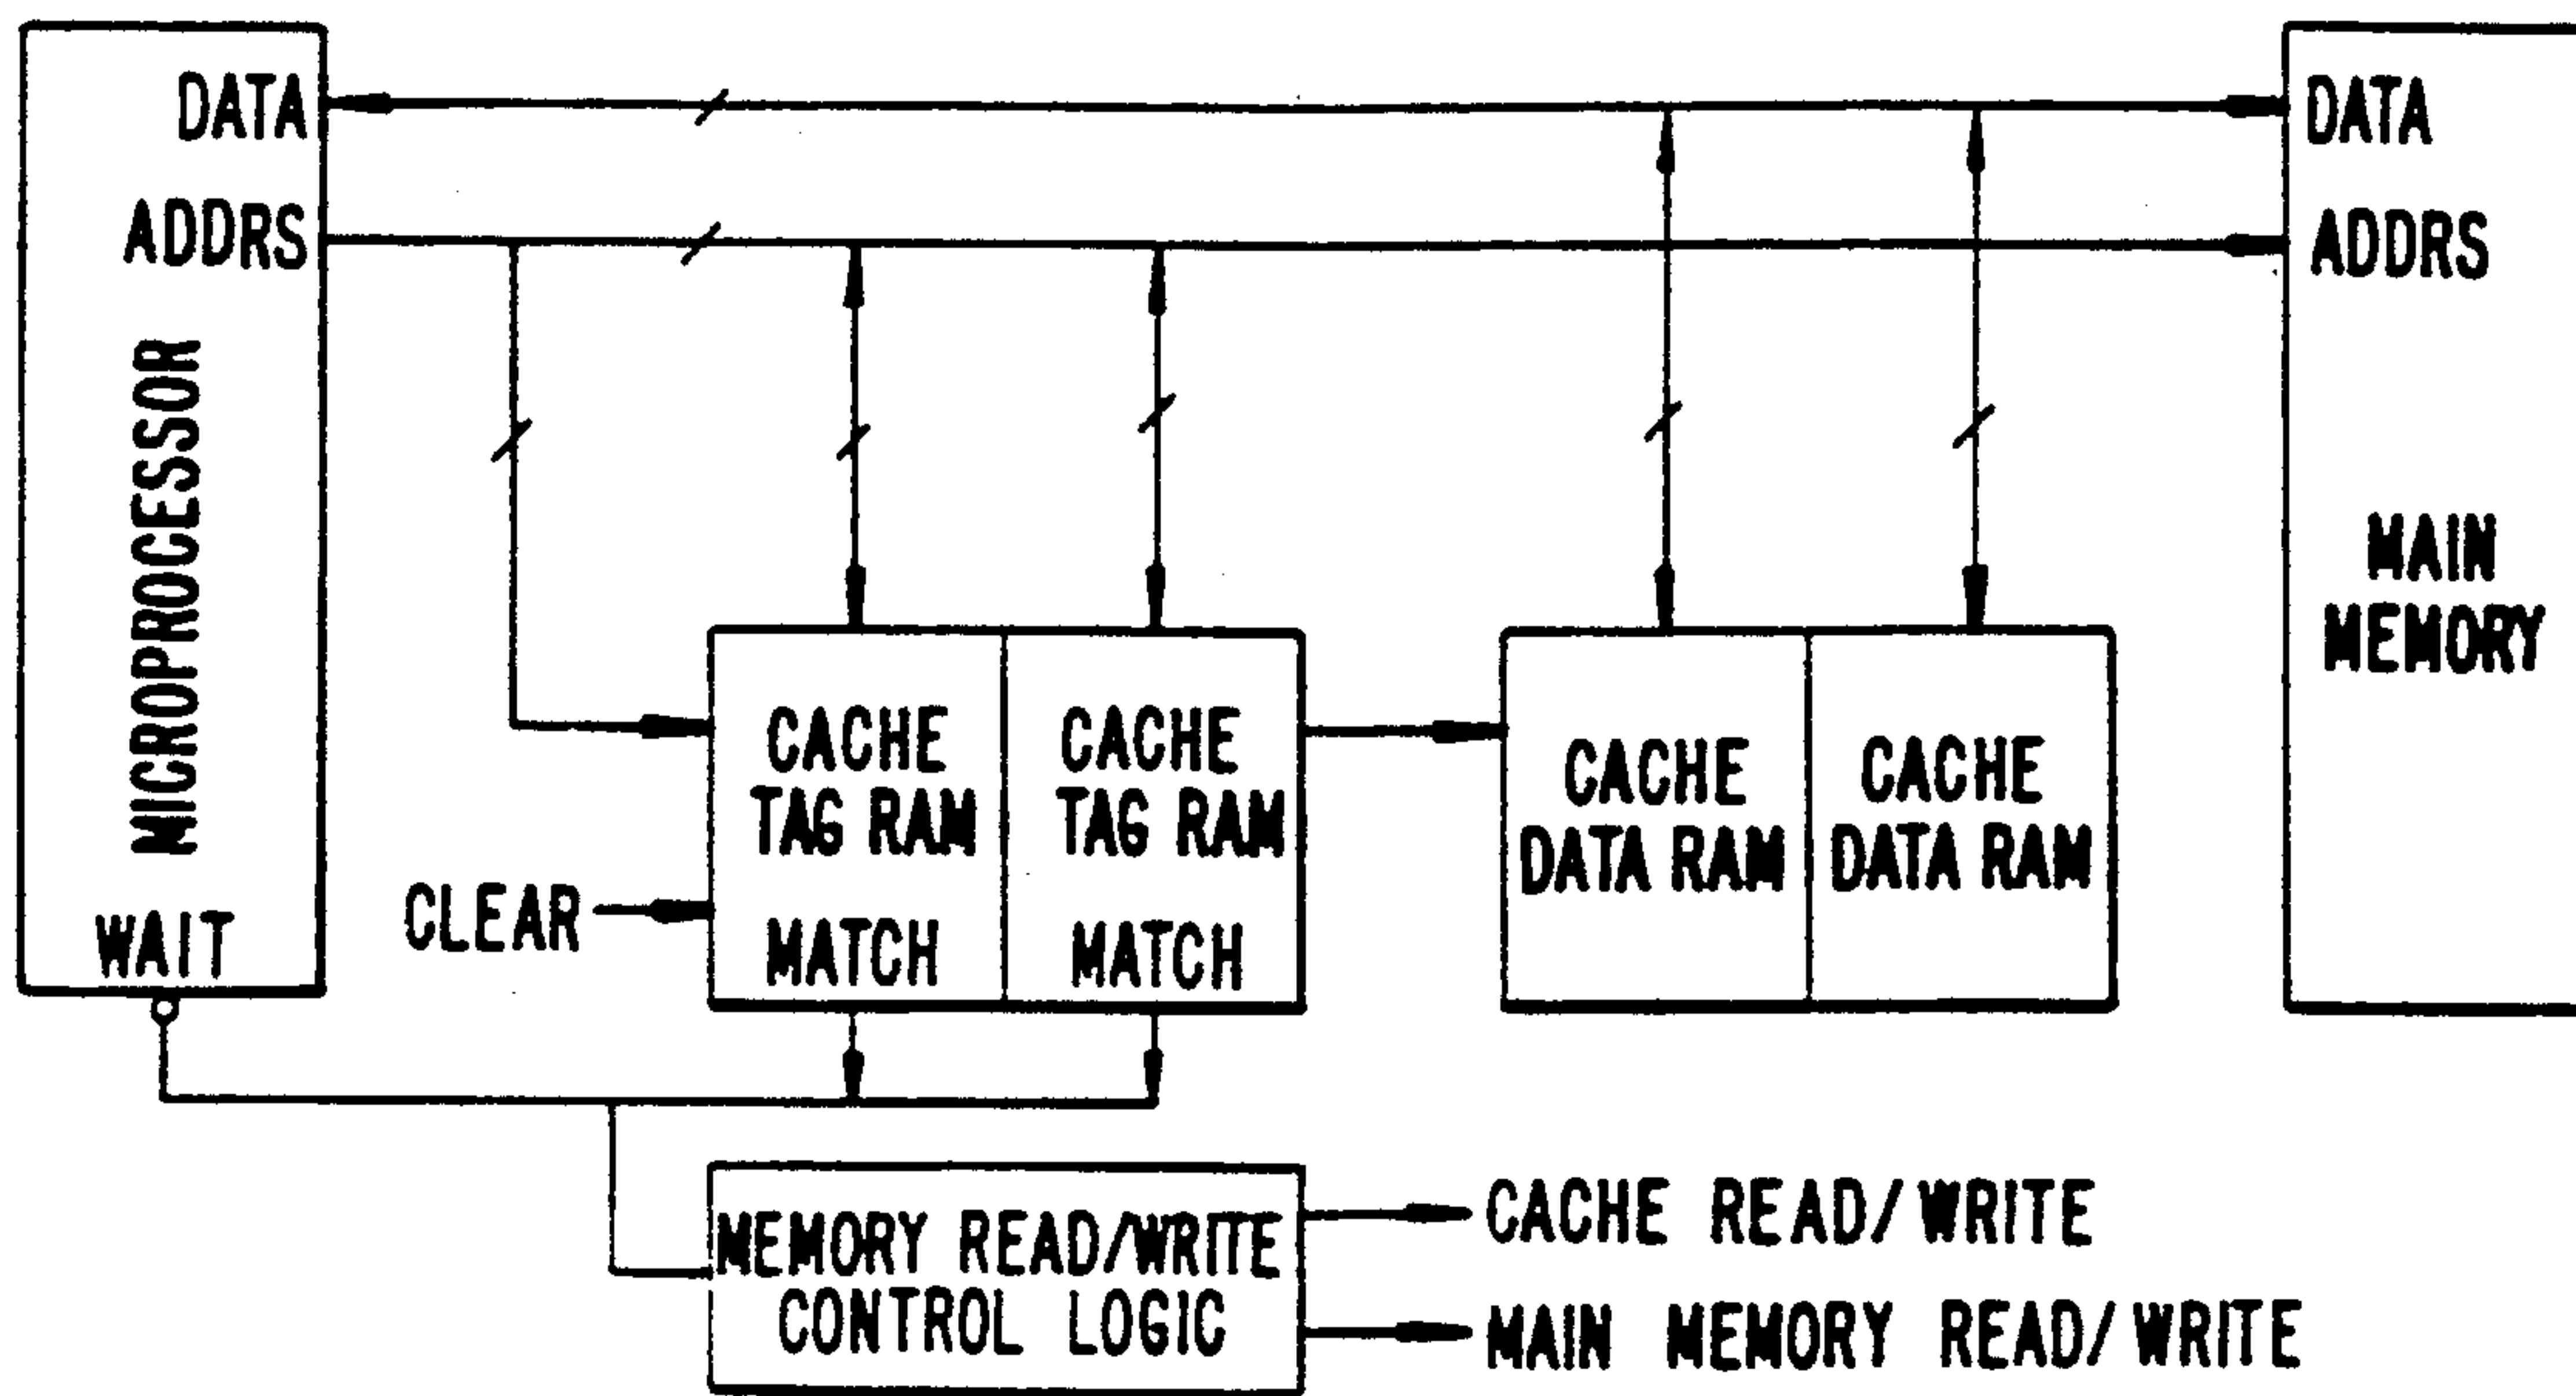 DATA
ADDRS
MICROPROCESSOR
WAIT
CLEAR
CACHE
TAG RAM
MATCH
CACHE
TAG RAM
MATCH
CACHE
DATA RAM
CACHE
DATA RAM
DATA
ADDRS
MAIN
MEMORY
MEMORY READ/WRITE
CONTROL LOGIC
CACHE READ/WRITE
MAIN MEMORY READ/WRITE